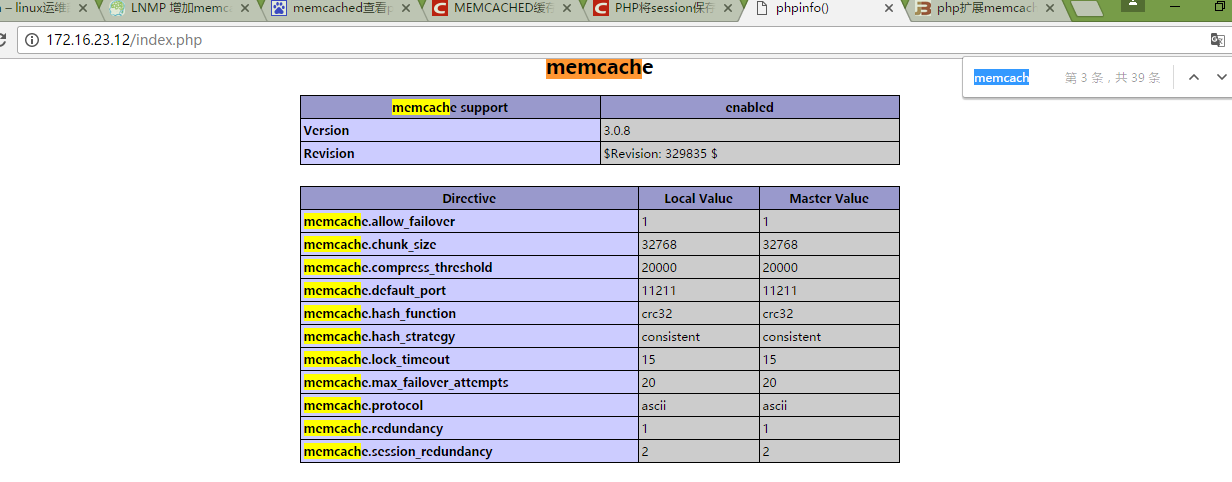 – linux运维
LNMP 增加memca
memcached查看
MEMCACHED缓存
PHP将session保存
phpinfo()
php扩展memcach
172.16.23.12/index.php
memcach
第 3 条，共 39 条
memcache
memcache support enabled
Version 3.0.8
Revision $Revision: 329835 $
Directive Local Value Master Value
memcache.allow_failover 1 1
memcache.chunk_size 32768 32768
memcache.compress_threshold 20000 20000
memcache.default_port 11211 11211
memcache.hash_function crc32 crc32
memcache.hash_strategy consistent consistent
memcache.lock_timeout 15 15
memcache.max_failover_attempts 20 20
memcache.protocol ascii ascii
memcache.redundancy 1 1
memcache.session_redundancy 2 2